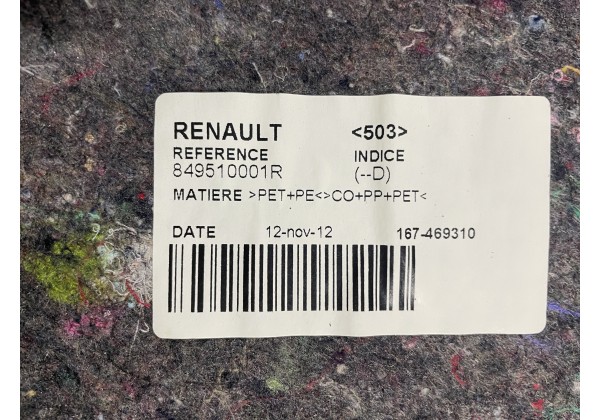 RENAULT <503>
REFERENCE INDICE
849510001R (--D)
MATIERE >PET+PE<>CO+PP+PET<
DATE 12-nov-12 167-469310